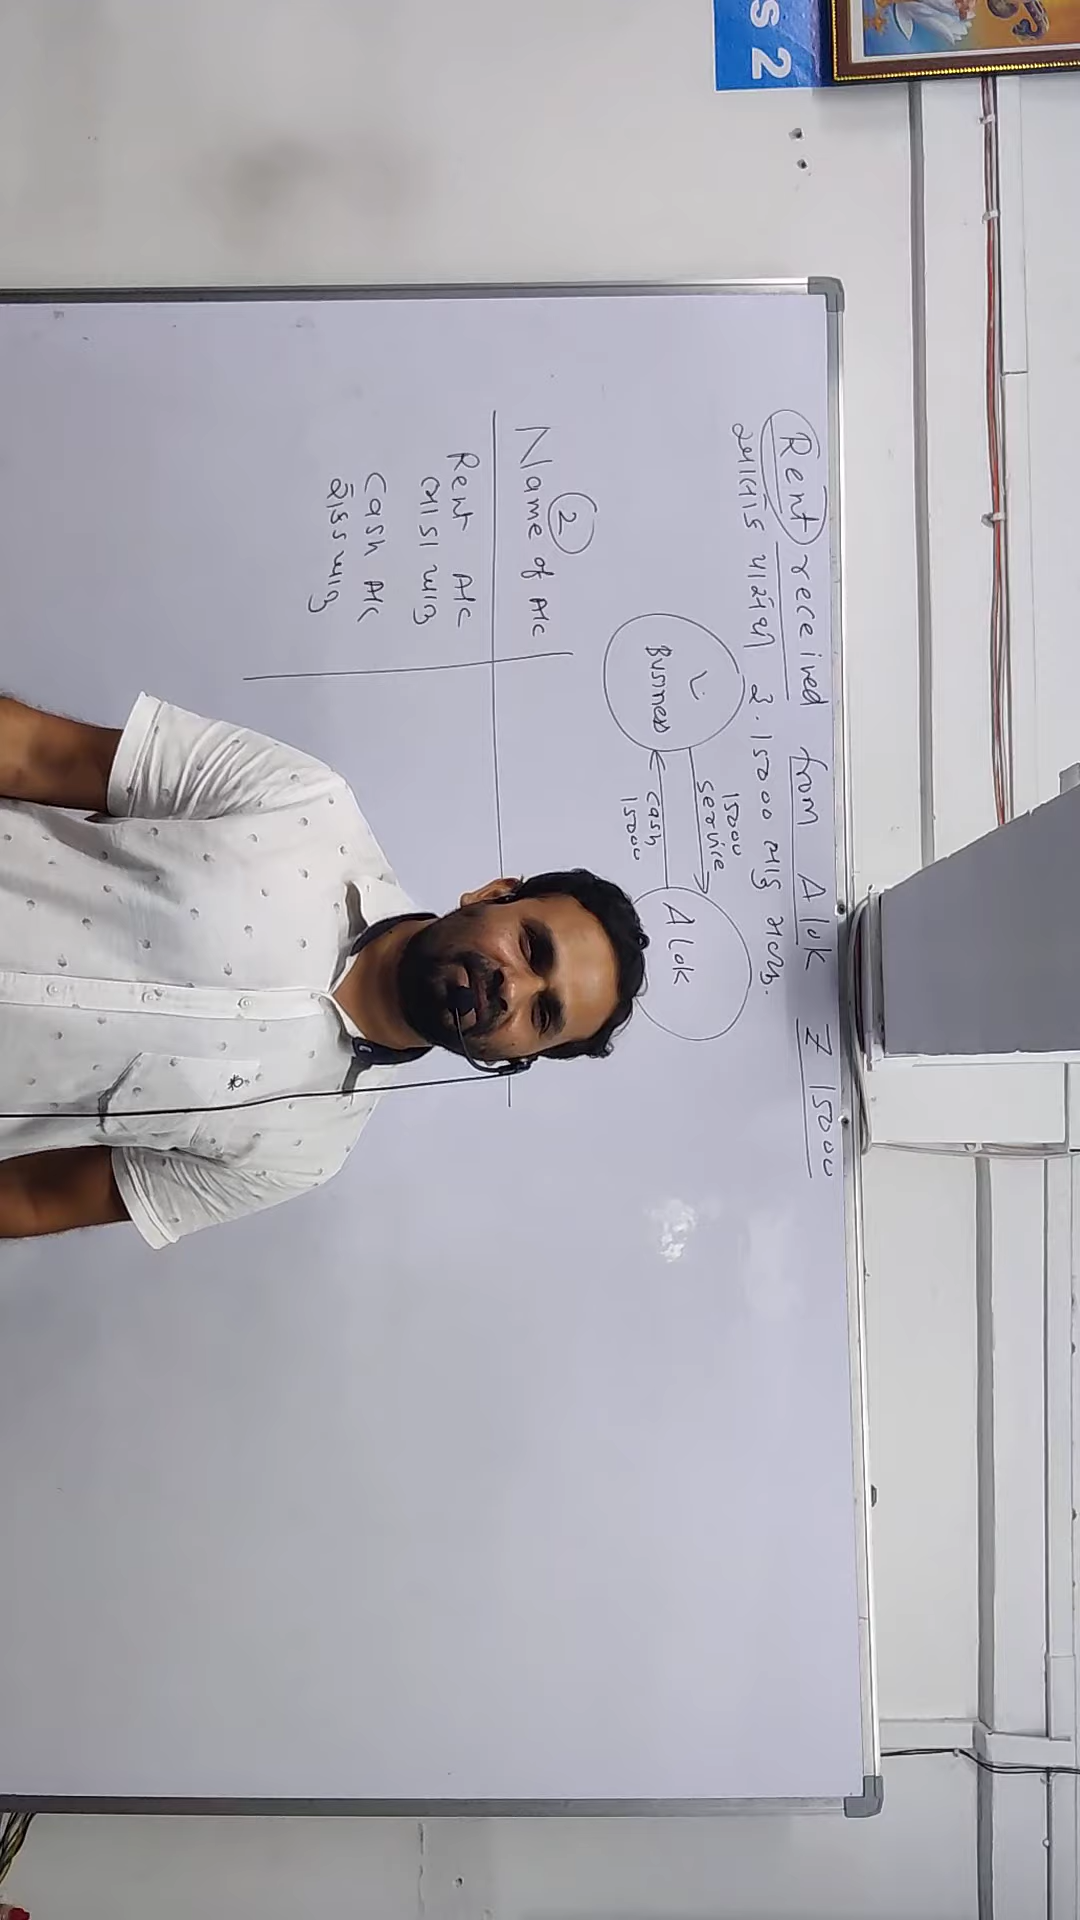 s 2
Rent received from Alok ₹ 15000
આલોક પાસેથી રૂ. 15000 ભાડું મળ્યું.
Business
15000
Service
Cash
15000
Alok
2
Name of A/c
Rent A/c
ભાડા ખાતું
Cash A/c
રોકડ ખાતું